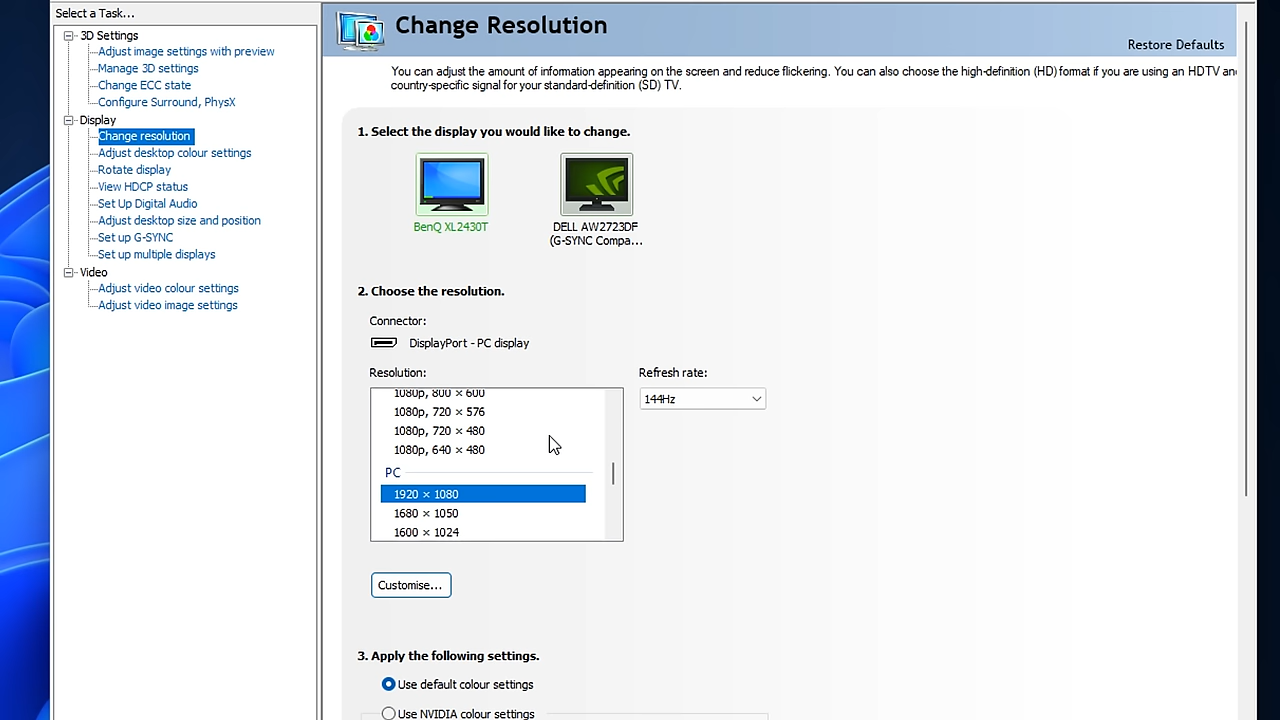 Select a Task...
3D Settings
Adjust image settings with preview
Manage 3D settings
Change ECC state
Configure Surround, PhysX
Display
Change resolution
Adjust desktop colour settings
Rotate display
View HDCP status
Set Up Digital Audio
Adjust desktop size and position
Set up G-SYNC
Set up multiple displays
Video
Adjust video colour settings
Adjust video image settings
Change Resolution
Restore Defaults
You can adjust the amount of information appearing on the screen and reduce flickering. You can also choose the high-definition (HD) format if you are using an HDTV
country-specific signal for your standard-definition (SD) TV.
1. Select the display you would like to change.
BenQ XL2430T
DELL AW2723DF
(G-SYNC Compa...
2. Choose the resolution.
Connector:
DisplayPort - PC display
Resolution:
Refresh rate:
1080p, 800 × 600
144Hz
1080p, 720 × 576
1080p, 720 × 480
1080p, 640 × 480
PC
1920 × 1080
1680 × 1050
1600 × 1024
Customise...
3. Apply the following settings.
Use default colour settings
Use NVIDIA colour settings